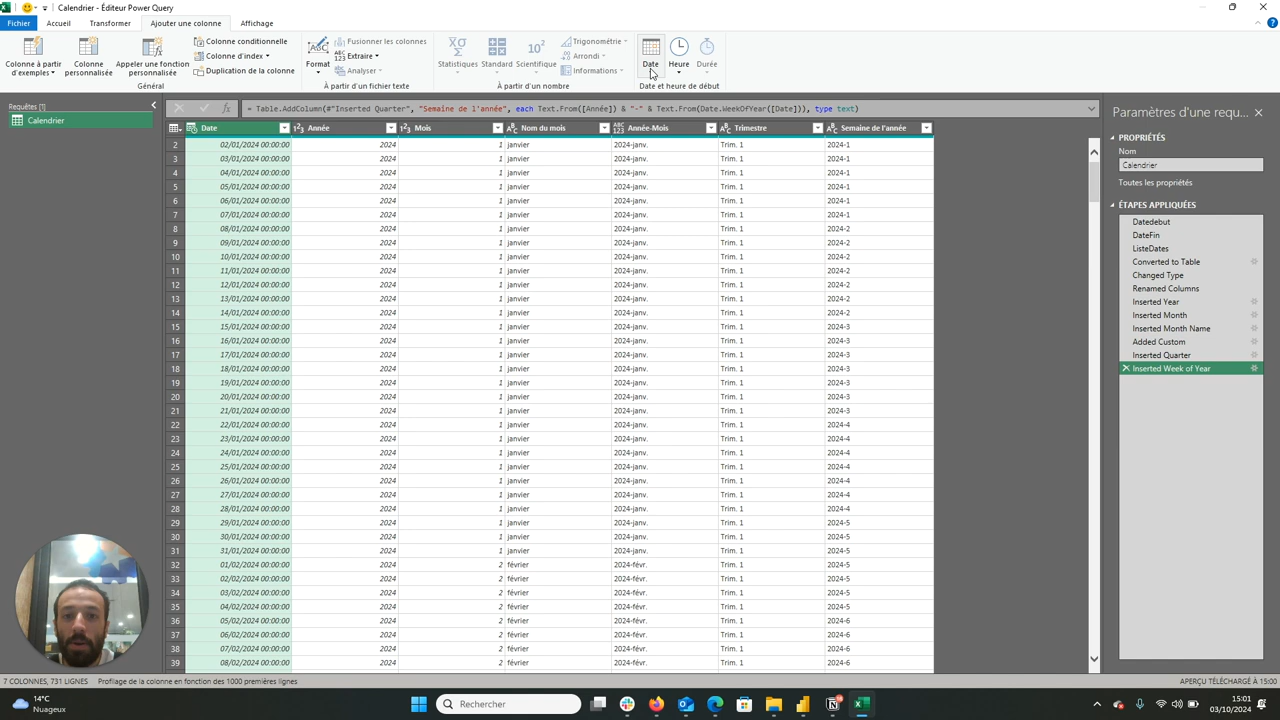 Calendrier - Éditeur Power Query
Fichier Accueil Transformer Ajouter une colonne Affichage
Colonne à partir d'exemples
Colonne personnalisée
Appeler une fonction personnalisée
Colonne conditionnelle
Colonne d'index
Duplication de la colonne
Général
Format
Fusionner les colonnes
Extraire
Analyser
À partir d'un fichier texte
Statistiques
Standard
Scientifique
Trigonométrie
Arrondi
Informations
À partir d'un nombre
Date
Heure
Durée
Date et heure de début
Requêtes [1]
Calendrier
= Table.AddColumn(#"Inserted Quarter", "Semaine de l'année", each Text.From([Année]) & "-" & Text.From(Date.WeekOfYear([Date])), type text)
Date Année Mois Nom du mois Année-Mois Trimestre Semaine de l'année
2 02/01/2024 00:00:00 2024 1 janvier 2024-janv. Trim. 1 2024-1
3 03/01/2024 00:00:00 2024 1 janvier 2024-janv. Trim. 1 2024-1
4 04/01/2024 00:00:00 2024 1 janvier 2024-janv. Trim. 1 2024-1
5 05/01/2024 00:00:00 2024 1 janvier 2024-janv. Trim. 1 2024-1
6 06/01/2024 00:00:00 2024 1 janvier 2024-janv. Trim. 1 2024-1
7 07/01/2024 00:00:00 2024 1 janvier 2024-janv. Trim. 1 2024-1
8 08/01/2024 00:00:00 2024 1 janvier 2024-janv. Trim. 1 2024-2
9 09/01/2024 00:00:00 2024 1 janvier 2024-janv. Trim. 1 2024-2
10 10/01/2024 00:00:00 2024 1 janvier 2024-janv. Trim. 1 2024-2
11 11/01/2024 00:00:00 2024 1 janvier 2024-janv. Trim. 1 2024-2
12 12/01/2024 00:00:00 2024 1 janvier 2024-janv. Trim. 1 2024-2
13 13/01/2024 00:00:00 2024 1 janvier 2024-janv. Trim. 1 2024-2
14 14/01/2024 00:00:00 2024 1 janvier 2024-janv. Trim. 1 2024-2
15 15/01/2024 00:00:00 2024 1 janvier 2024-janv. Trim. 1 2024-3
16 16/01/2024 00:00:00 2024 1 janvier 2024-janv. Trim. 1 2024-3
17 17/01/2024 00:00:00 2024 1 janvier 2024-janv. Trim. 1 2024-3
18 18/01/2024 00:00:00 2024 1 janvier 2024-janv. Trim. 1 2024-3
19 19/01/2024 00:00:00 2024 1 janvier 2024-janv. Trim. 1 2024-3
20 20/01/2024 00:00:00 2024 1 janvier 2024-janv. Trim. 1 2024-3
21 21/01/2024 00:00:00 2024 1 janvier 2024-janv. Trim. 1 2024-3
22 22/01/2024 00:00:00 2024 1 janvier 2024-janv. Trim. 1 2024-4
23 23/01/2024 00:00:00 2024 1 janvier 2024-janv. Trim. 1 2024-4
24 24/01/2024 00:00:00 2024 1 janvier 2024-janv. Trim. 1 2024-4
25 25/01/2024 00:00:00 2024 1 janvier 2024-janv. Trim. 1 2024-4
26 26/01/2024 00:00:00 2024 1 janvier 2024-janv. Trim. 1 2024-4
27 27/01/2024 00:00:00 2024 1 janvier 2024-janv. Trim. 1 2024-4
28 28/01/2024 00:00:00 2024 1 janvier 2024-janv. Trim. 1 2024-4
29 29/01/2024 00:00:00 2024 1 janvier 2024-janv. Trim. 1 2024-5
30 30/01/2024 00:00:00 2024 1 janvier 2024-janv. Trim. 1 2024-5
31 31/01/2024 00:00:00 2024 1 janvier 2024-janv. Trim. 1 2024-5
32 01/02/2024 00:00:00 2024 2 février 2024-févr. Trim. 1 2024-5
33 02/02/2024 00:00:00 2024 2 février 2024-févr. Trim. 1 2024-5
34 03/02/2024 00:00:00 2024 2 février 2024-févr. Trim. 1 2024-5
35 04/02/2024 00:00:00 2024 2 février 2024-févr. Trim. 1 2024-5
36 05/02/2024 00:00:00 2024 2 février 2024-févr. Trim. 1 2024-6
37 06/02/2024 00:00:00 2024 2 février 2024-févr. Trim. 1 2024-6
38 07/02/2024 00:00:00 2024 2 février 2024-févr. Trim. 1 2024-6
39 08/02/2024 00:00:00 2024 2 février 2024-févr. Trim. 1 2024-6
Paramètres d'une requ...
PROPRIÉTÉS
Nom
Calendrier
Toutes les propriétés
ÉTAPES APPLIQUÉES
Datedebut
DateFin
ListeDates
Converted to Table
Changed Type
Renamed Columns
Inserted Year
Inserted Month
Inserted Month Name
Added Custom
Inserted Quarter
Inserted Week of Year
7 COLONNES, 731 LIGNES Profilage de la colonne en fonction des 1000 premières lignes
APERÇU TÉLÉCHARGÉ À 15:00
14°C
Nuageux
Rechercher
15:01
03/10/2024